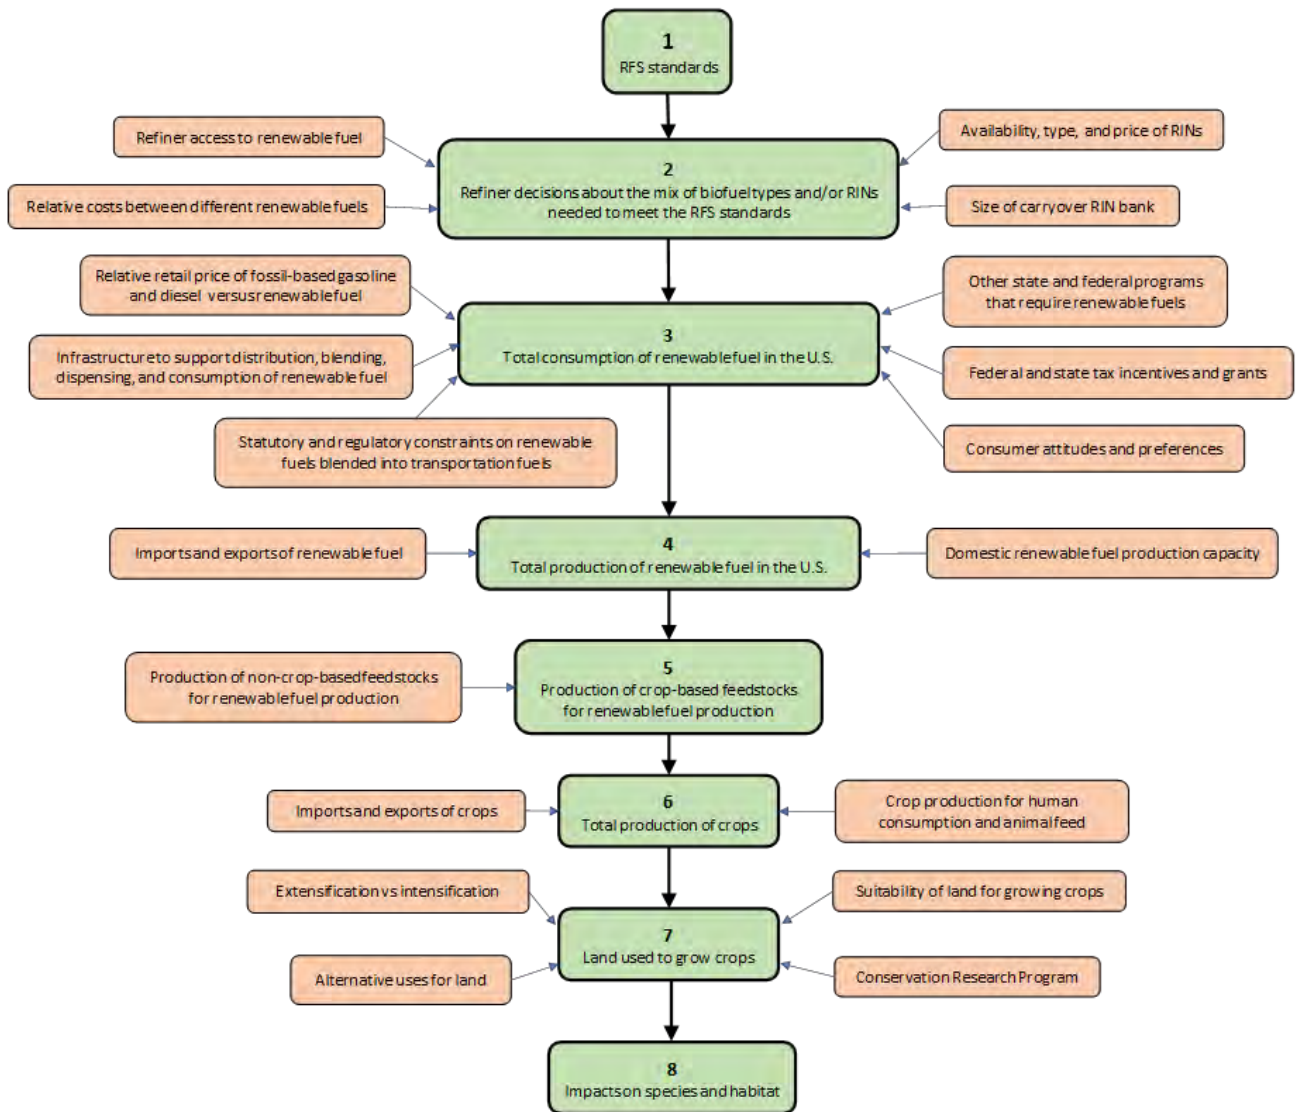 1
RFS standards
Refiner access to renewable fuel
Availability, type, and price of RINs
2
Refiner decisions about the mix of biofuel types and/or RINs
needed to meet the RFS standards
Relative costs between different renewable fuels
Size of carryover RIN bank
Relative retail price of fossil-based gasoline
and diesel versus renewable fuel
Other state and federal programs
that require renewable fuels
3
Total consumption of renewable fuel in the U.S.
Infrastructure to support distribution, blending,
dispensing, and consumption of renewable fuel
Federal and state tax incentives and grants
Statutory and regulatory constraints on renewable
fuels blended into transportation fuels
Consumer attitudes and preferences
4
Total production of renewable fuel in the U.S.
Imports and exports of renewable fuel
Domestic renewable fuel production capacity
5
Production of crop-based feedstocks
for renewable fuel production
Production of non-crop-based feedstocks
for renewable fuel production
6
Total production of crops
Imports and exports of crops
Crop production for human
consumption and animal feed
Extensification vs intensification
Suitability of land for growing crops
7
Land used to grow crops
Alternative uses for land
Conservation Research Program
8
Impacts on species and habitat